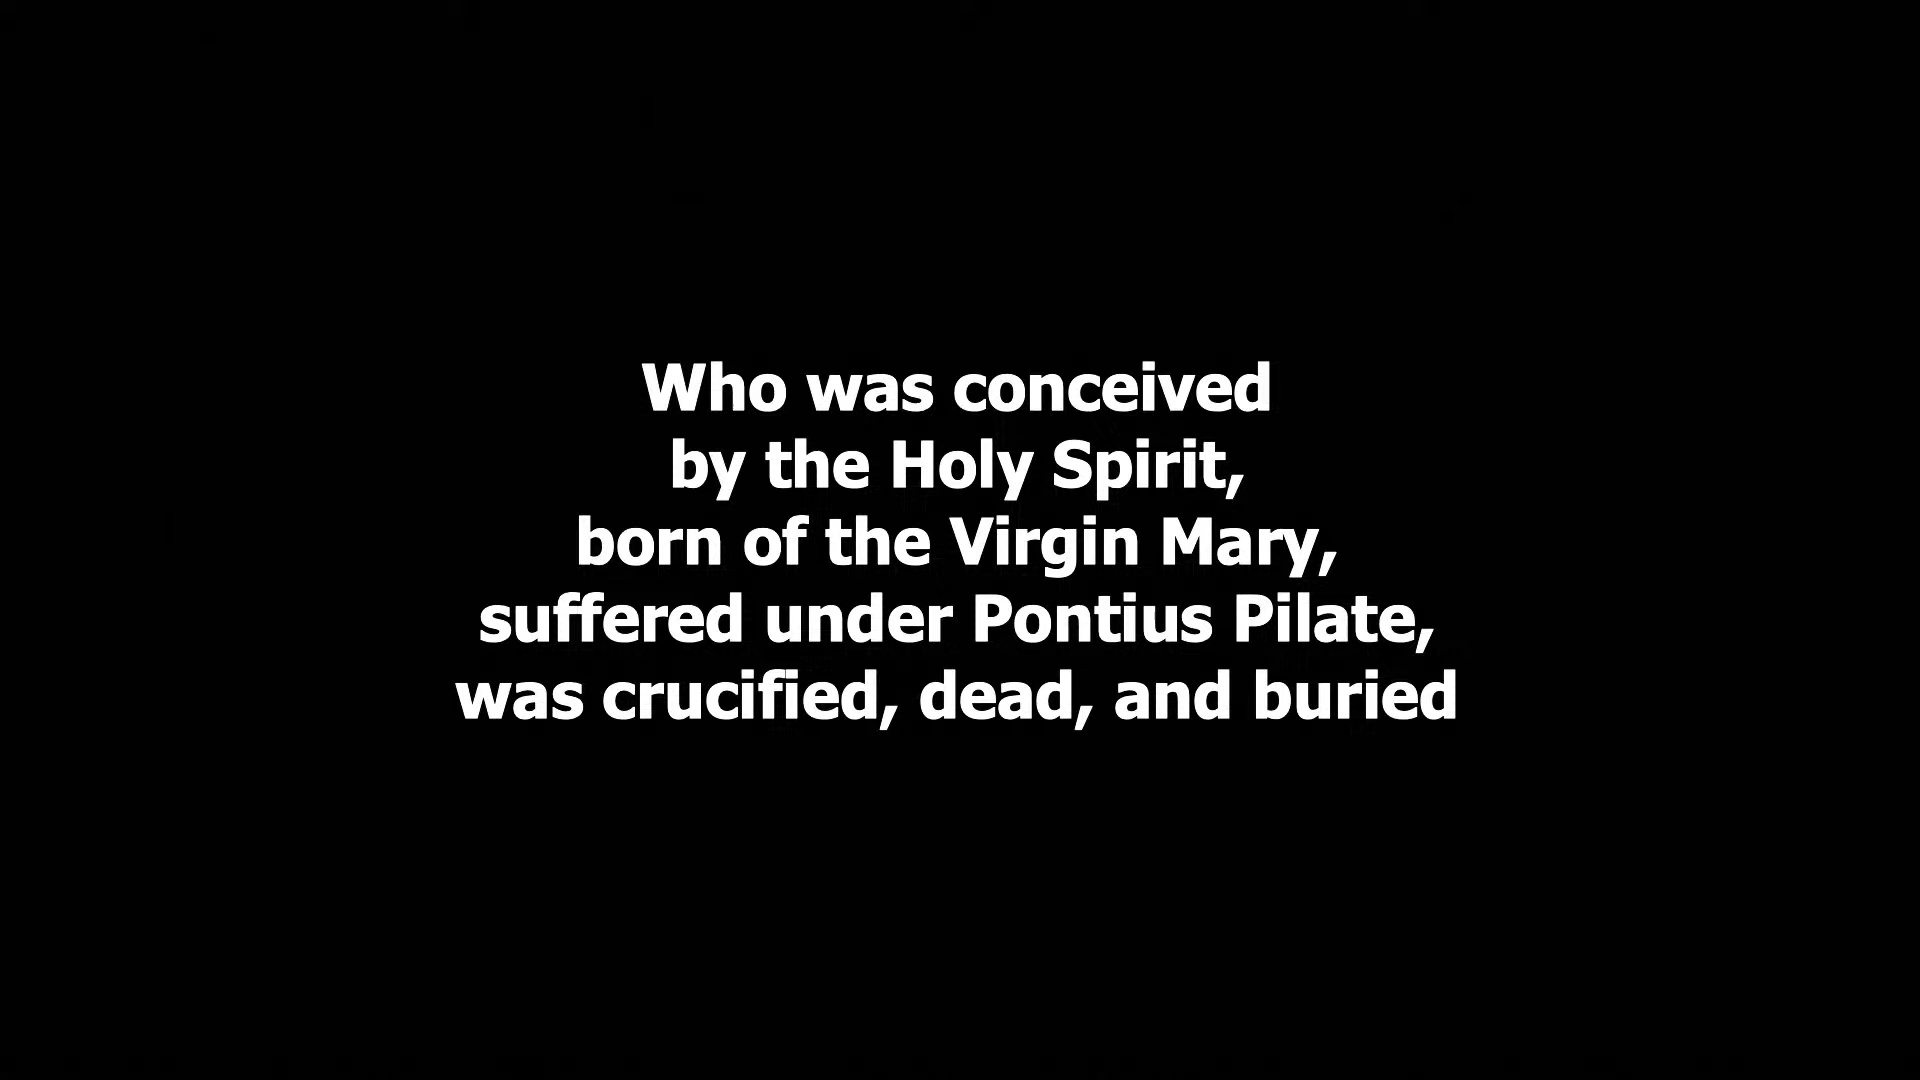 Who was conceived
by the Holy Spirit,
born of the Virgin Mary,
suffered under Pontius Pilate,
was crucified, dead, and buried